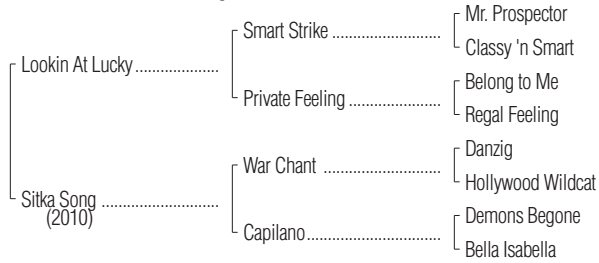 Mr. Prospector
Smart Strike ......................
Classy 'n Smart
Lookin At Lucky.................
Belong to Me
Private Feeling ...................
Regal Feeling
Danzig
War Chant ........................
Hollywood Wildcat
Sitka Song .......................
(2010)
Demons Begone
Capilano...........................
Bella Isabella